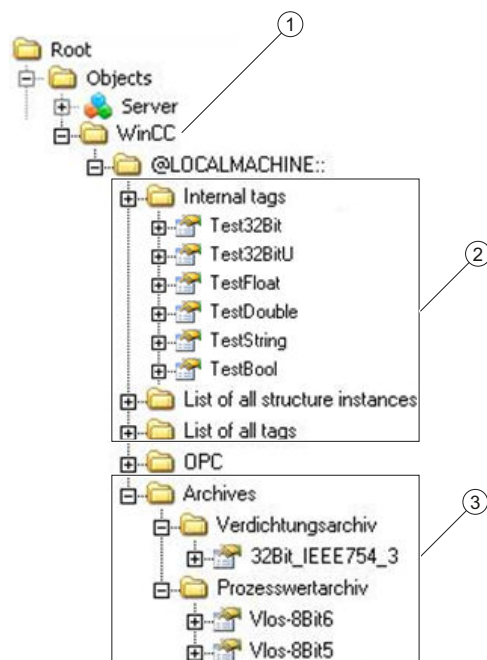 1
Root
Objects
Server
WinCC
@LOCALMACHINE::
Internal tags
Test32Bit
Test32BitU
2
TestFloat
TestDouble
TestString
TestBool
List of all structure instances
List of all tags
OPC
Archives
3
Verdichtungsarchiv
32Bit_IEEE754_3
Prozesswertarchiv
Vlos-8Bit6
Vlos-8Bit5